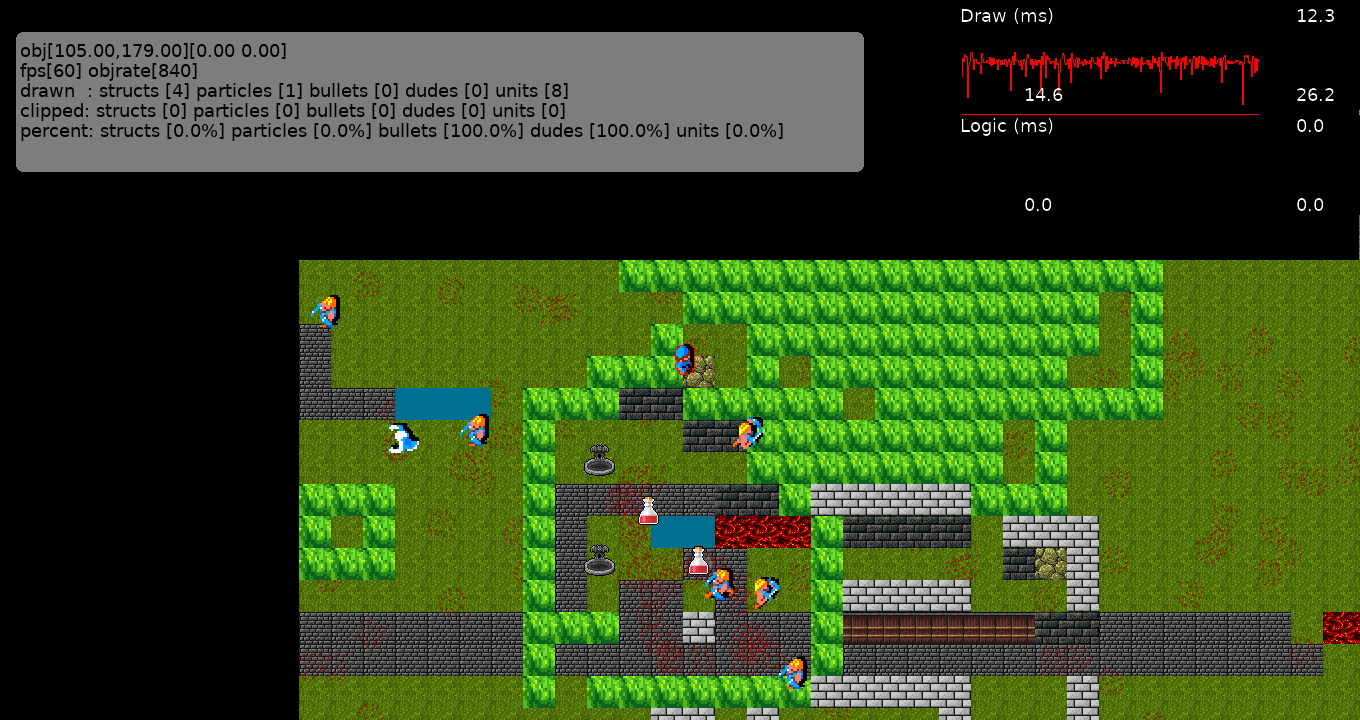 Draw (ms) 12.3
obj[105.00,179.00][0.00 0.00]
fps[60] objrate[840]
drawn  : structs [4] particles [1] bullets [0] dudes [0] units [8]
14.6 26.2
clipped: structs [0] particles [0] bullets [0] dudes [0] units [0]
Logic (ms) 0.0
percent: structs [0.0%] particles [0.0%] bullets [100.0%] dudes [100.0%] units [0.0%]
0.0 0.0